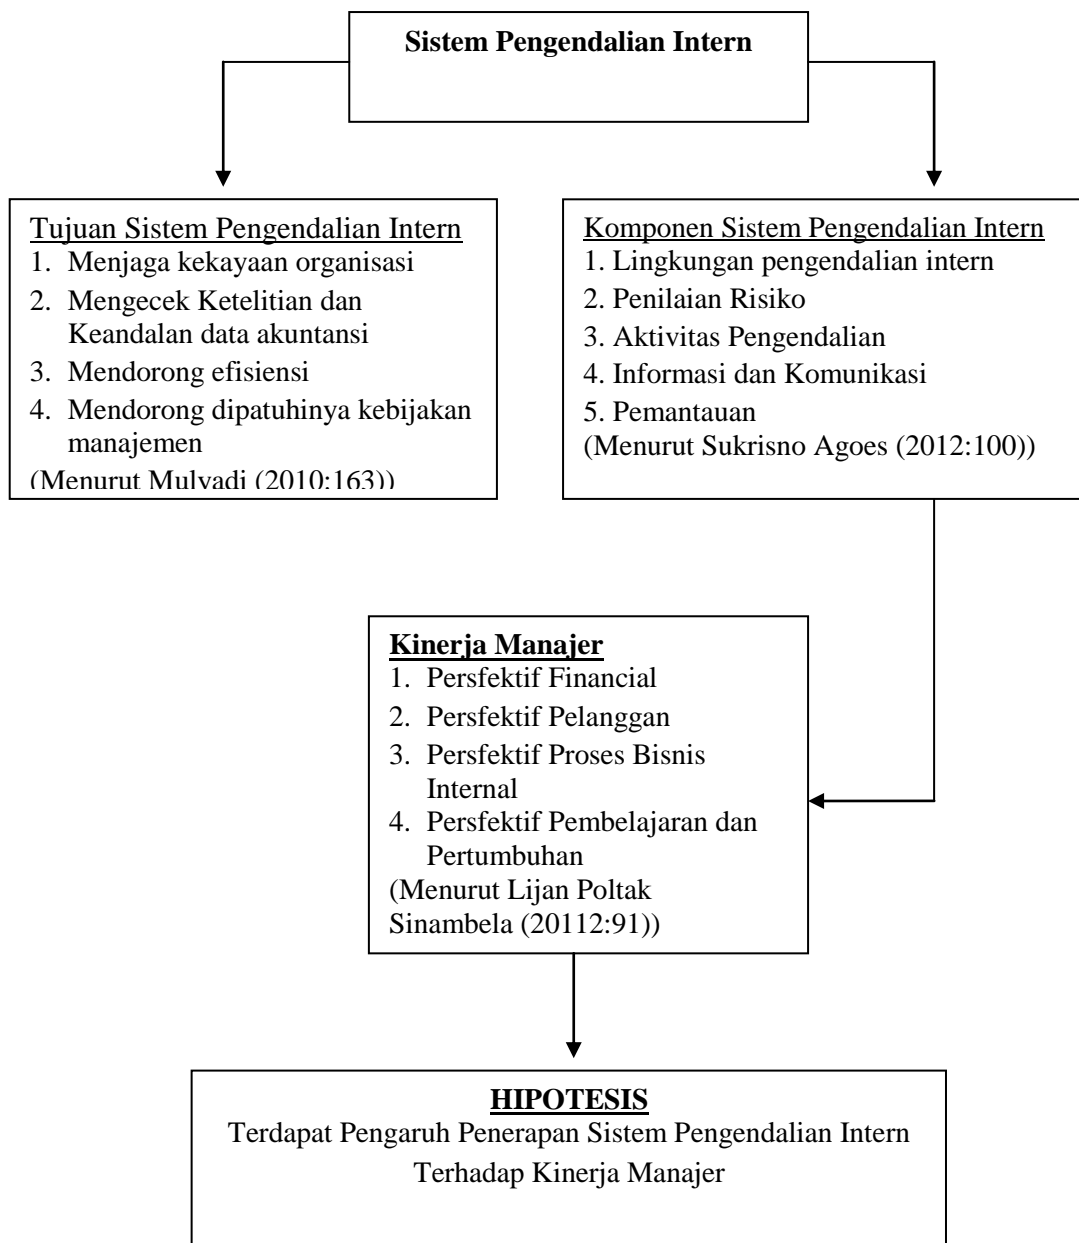 Sistem Pengendalian Intern
Tujuan Sistem Pengendalian Intern
1. Menjaga kekayaan organisasi
2. Mengecek Ketelitian dan
Keandalan data akuntansi
3. Mendorong efisiensi
4. Mendorong dipatuhinya kebijakan
manajemen
(Menurut Mulyadi (2010:163))
Komponen Sistem Pengendalian Intern
1. Lingkungan pengendalian intern
2. Penilaian Risiko
3. Aktivitas Pengendalian
4. Informasi dan Komunikasi
5. Pemantauan
(Menurut Sukrisno Agoes (2012:100))
Kinerja Manajer
1. Persfektif Financial
2. Persfektif Pelanggan
3. Persfektif Proses Bisnis
Internal
4. Persfektif Pembelajaran dan
Pertumbuhan
(Menurut Lijan Poltak
Sinambela (20112:91))
HIPOTESIS
Terdapat Pengaruh Penerapan Sistem Pengendalian Intern
Terhadap Kinerja Manajer